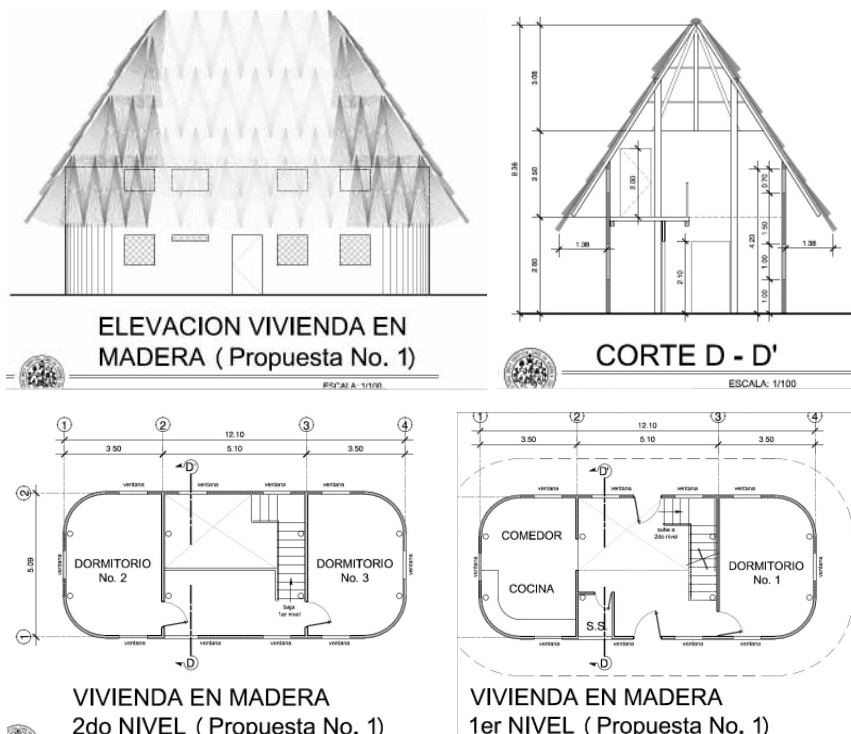 ELEVACION VIVIENDA EN
MADERA ( Propuesta No. 1)
ESCALA: 1/100
8.38
3.08
2.50
2.80
2.00
2.10
1.38
4.20
0.70
1.50
1.00
1.00
1.38
CORTE D - D'
ESCALA: 1/100
1
2
3
4
12.10
3.50
5.10
3.50
D'
ventana
ventana
ventana
ventana
2
5.09
ventana
DORMITORIO
No. 2
DORMITORIO
No. 3
ventana
baja
1er nivel
1
ventana
ventana
ventana
ventana
D
VIVIENDA EN MADERA
2do NIVEL ( Propuesta No. 1)
1
2
3
4
12.10
3.50
5.10
3.50
D'
ventana
ventana
ventana
ventana
COMEDOR
sube a
2do nivel
ventana
DORMITORIO
No. 1
ventana
COCINA
S.S.
ventana
ventana
ventana
D
VIVIENDA EN MADERA
1er NIVEL ( Propuesta No. 1)